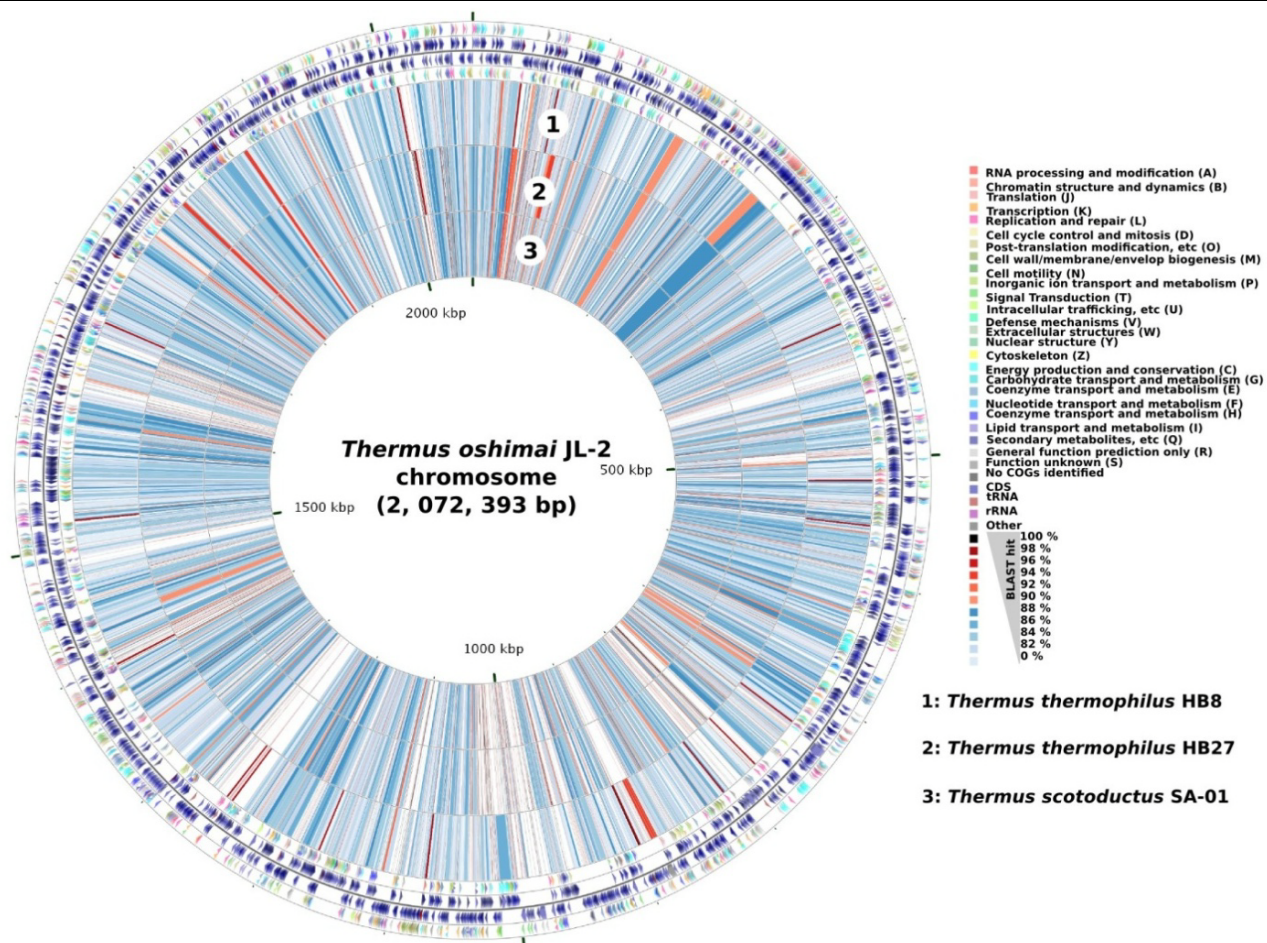 1
2
3
2000 kbp
500 kbp
1500 kbp
1000 kbp
Thermus oshimai JL-2
chromosome
(2, 072, 393 bp)
RNA processing and modification (A)
Chromatin structure and dynamics (B)
Translation (J)
Transcription (K)
Replication and repair (L)
Cell cycle control and mitosis (D)
Post-translation modification, etc (O)
Cell wall/membrane/envelop biogenesis (M)
Cell motility (N)
Inorganic ion transport and metabolism (P)
Signal Transduction (T)
Intracellular trafficking, etc (U)
Defense mechanisms (V)
Extracellular structures (W)
Nuclear structure (Y)
Cytoskeleton (Z)
Energy production and conservation (C)
Carbohydrate transport and metabolism (G)
Coenzyme transport and metabolism (E)
Nucleotide transport and metabolism (F)
Coenzyme transport and metabolism (H)
Lipid transport and metabolism (I)
Secondary metabolites, etc (Q)
General function prediction only (R)
Function unknown (S)
No COGs identified
CDS
tRNA
rRNA
Other
BLAST hit
100 %
98 %
96 %
94 %
92 %
90 %
88 %
86 %
84 %
82 %
0 %
1: Thermus thermophilus HB8
2: Thermus thermophilus HB27
3: Thermus scotoductus SA-01